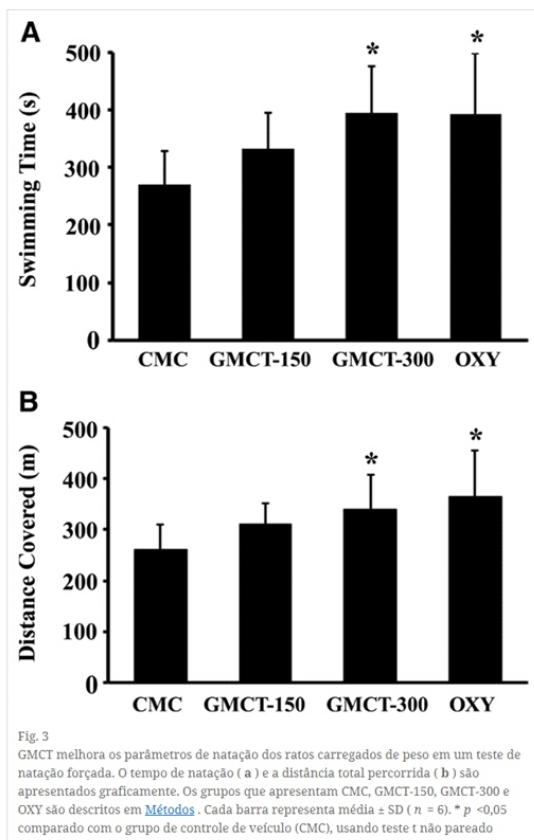 A
500
400
300
200
100
0
Swimming Time (s)
*
*
CMC GMCT-150 GMCT-300 OXY
B
500
400
300
200
100
0
Distance Covered (m)
*
*
CMC GMCT-150 GMCT-300 OXY
Fig. 3
GMCT melhora os parâmetros de natação dos ratos carregados de peso em um teste de
natação forçada. O tempo de natação ( a ) e a distância total percorrida ( b ) são
apresentados graficamente. Os grupos que apresentam CMC, GMCT-150, GMCT-300 e
OXY são descritos em Métodos . Cada barra representa média ± SD ( n = 6). * p <0,05
comparado com o grupo de controle de veículo (CMC), usando teste t não pareado